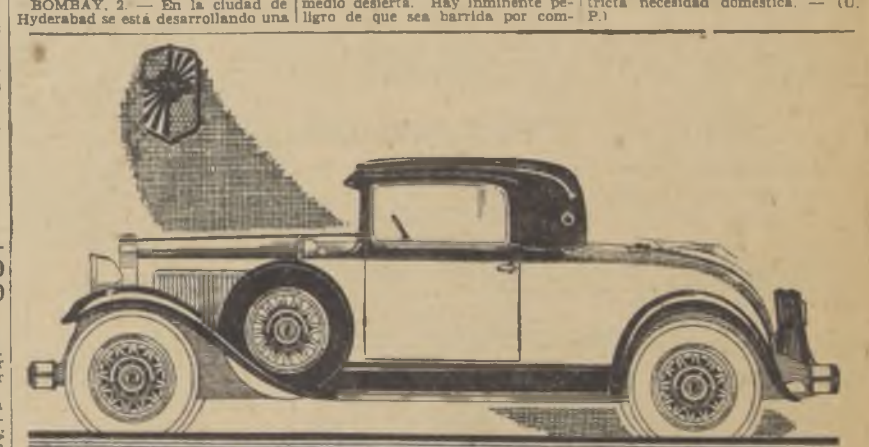 BOMBAY, 2. — En la ciudad de
Hyderabad se está desarrollando una
medio desierta. Hay inminente pe-
ligro de que sea barrida por com-
tricta necesidad doméstica. — (U.
P.)